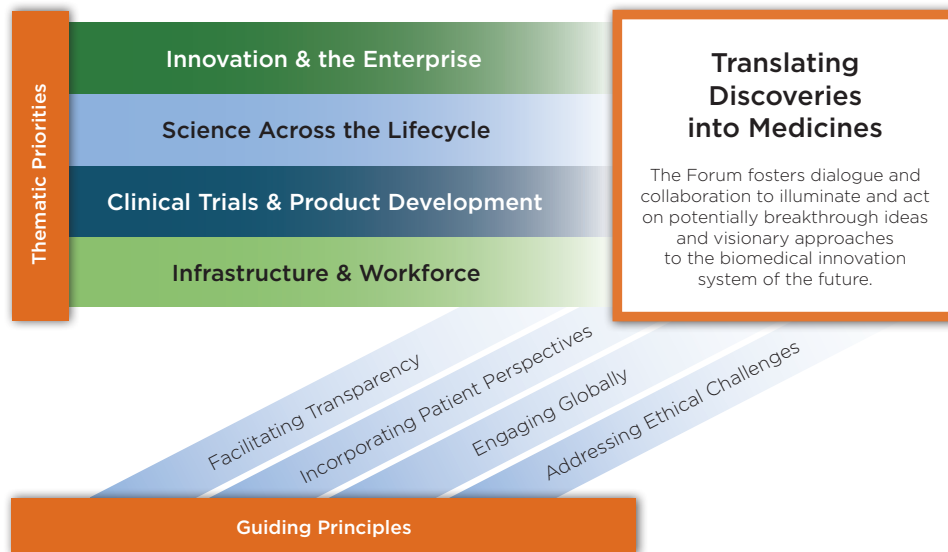 Thematic Priorities
Innovation & the Enterprise
Science Across the Lifecycle
Clinical Trials & Product Development
Infrastructure & Workforce
Translating
Discoveries
into Medicines
The Forum fosters dialogue and
collaboration to illuminate and act
on potentially breakthrough ideas
and visionary approaches
to the biomedical innovation
system of the future.
Facilitating Transparency
Incorporating Patient Perspectives
Engaging Globally
Addressing Ethical Challenges
Guiding Principles